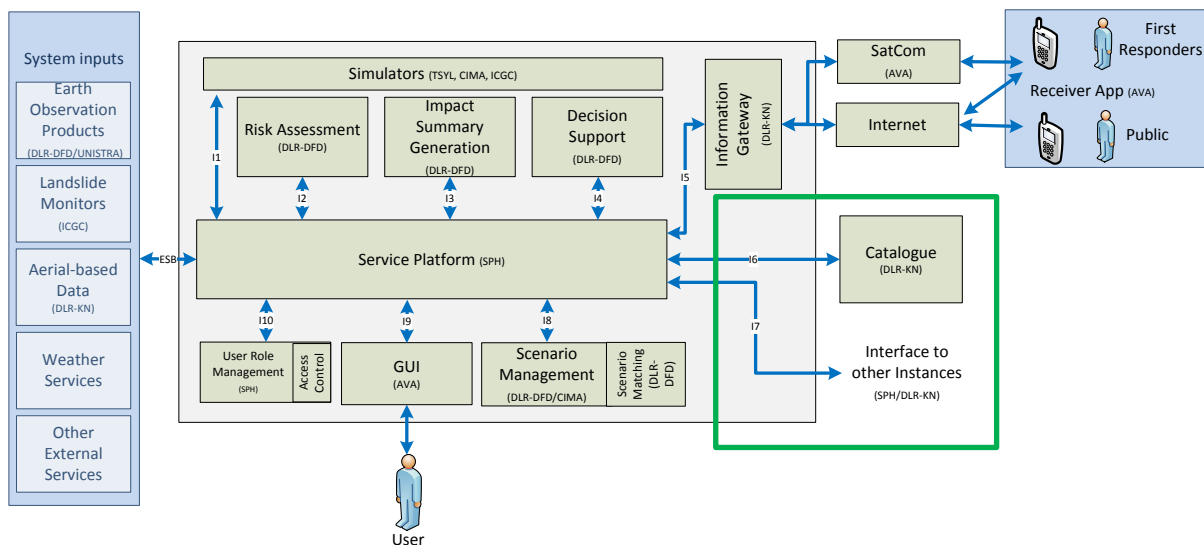 System inputs
Earth
Observation
Products
(DLR-DFD/UNISTRA)
Landslide
Monitors
(ICGC)
Aerial-based
Data
(DLR-KN)
Weather
Services
Other
External
Services
ESB
Simulators (TSYL, CIMA, ICGC)
I1
Risk Assessment
(DLR-DFD)
Impact
Summary
Generation
(DLR-DFD)
Decision
Support
(DLR-DFD)
I2
I3
I4
I5
Information
Gateway
(DLR-KN)
Service Platform (SPH)
I6
I7
I10
I9
I8
User Role
Management
(SPH)
Access
Control
GUI
(AVA)
Scenario
Management
(DLR-DFD/CIMA)
Scenario
Matching
(DLR-
DFD)
User
SatCom
(AVA)
Internet
First
Responders
Receiver App (AVA)
Public
Catalogue
(DLR-KN)
Interface to
other Instances
(SPH/DLR-KN)